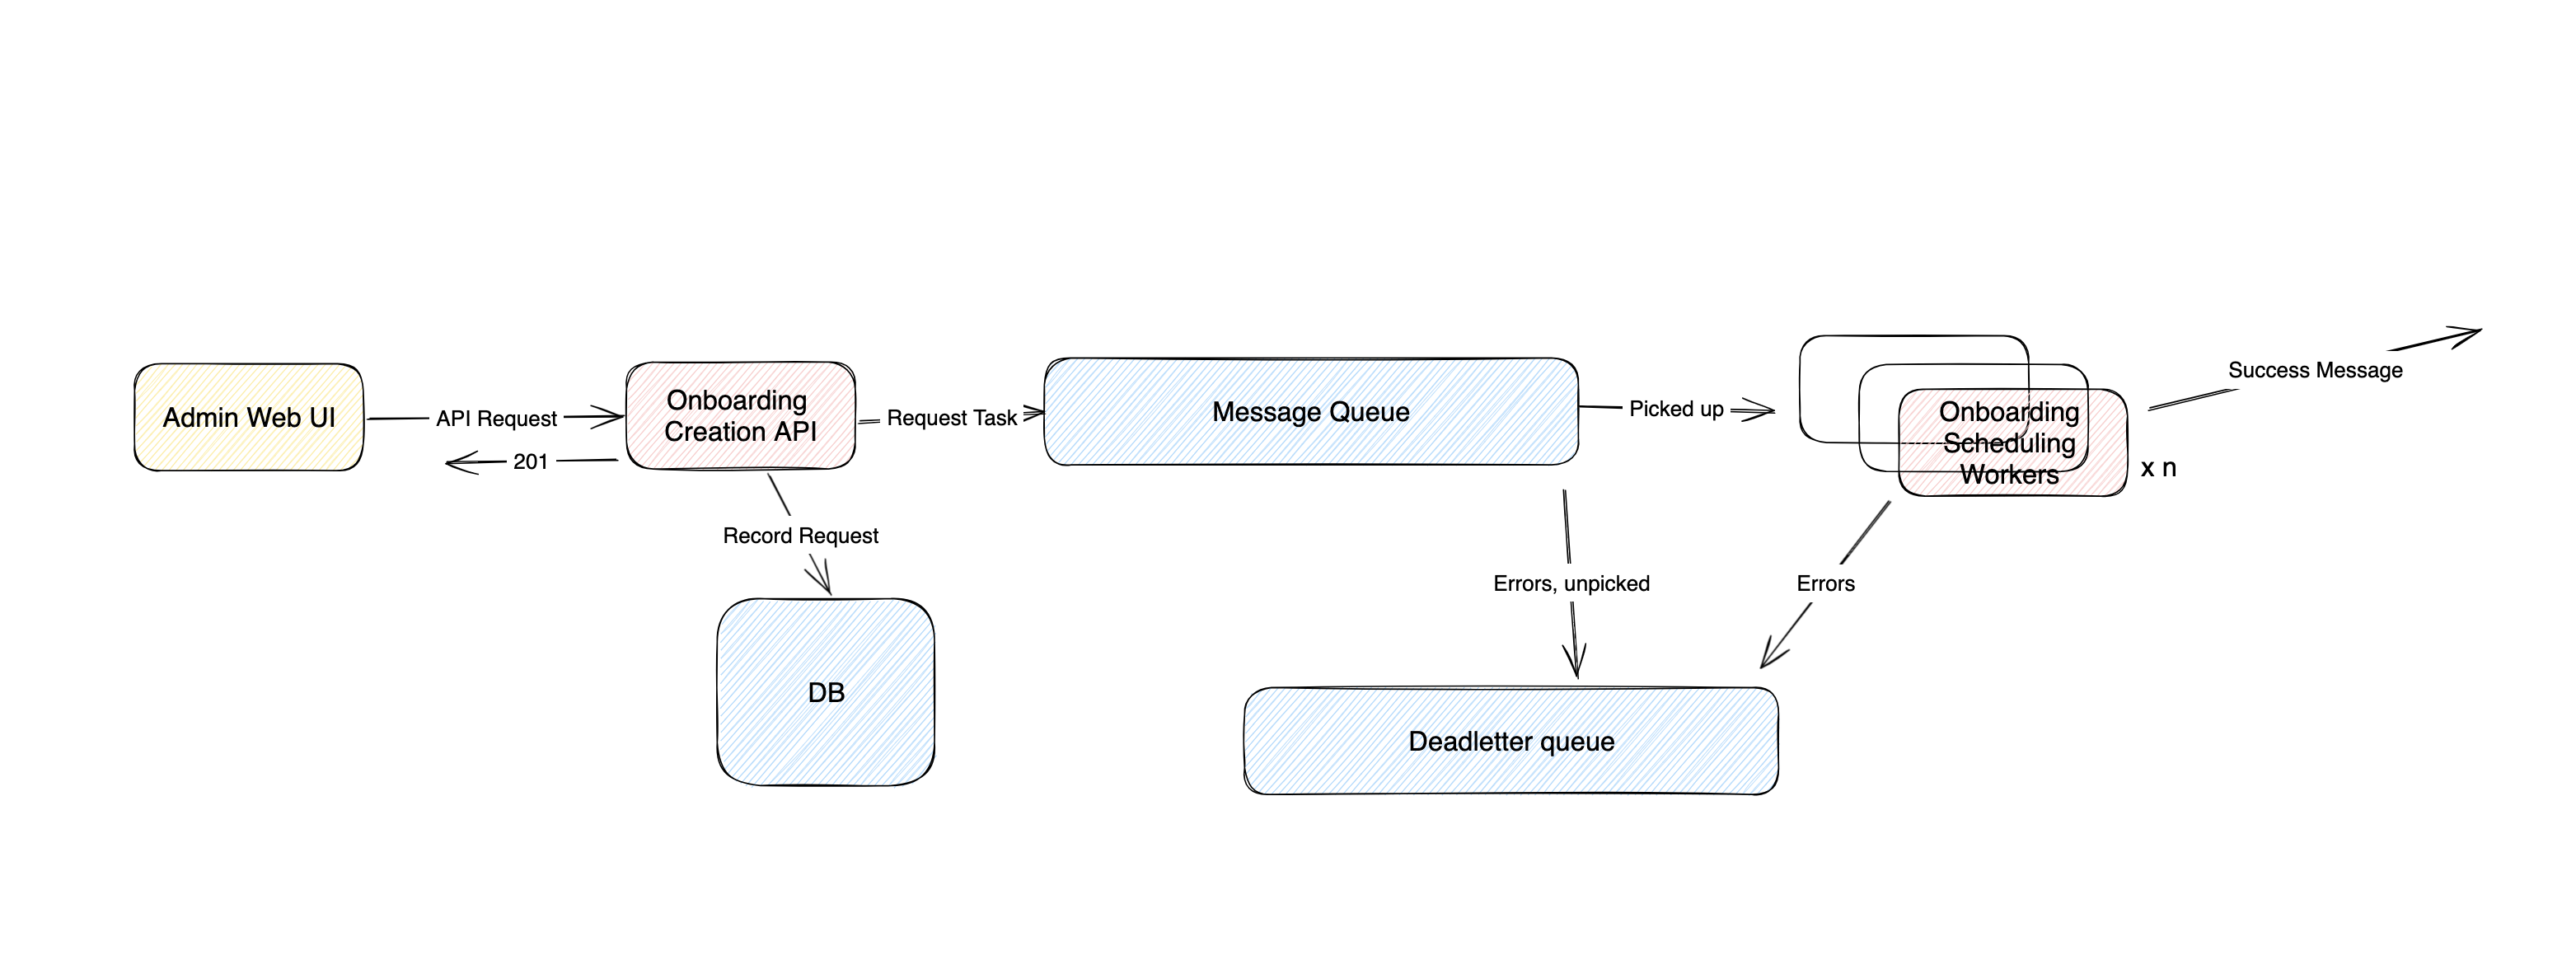 Admin Web UI
API Request
201
Onboarding
Creation API
Request Task
Record Request
DB
Message Queue
Picked up
Onboarding
Scheduling
Workers
x n
Success Message
Errors, unpicked
Errors
Deadletter queue